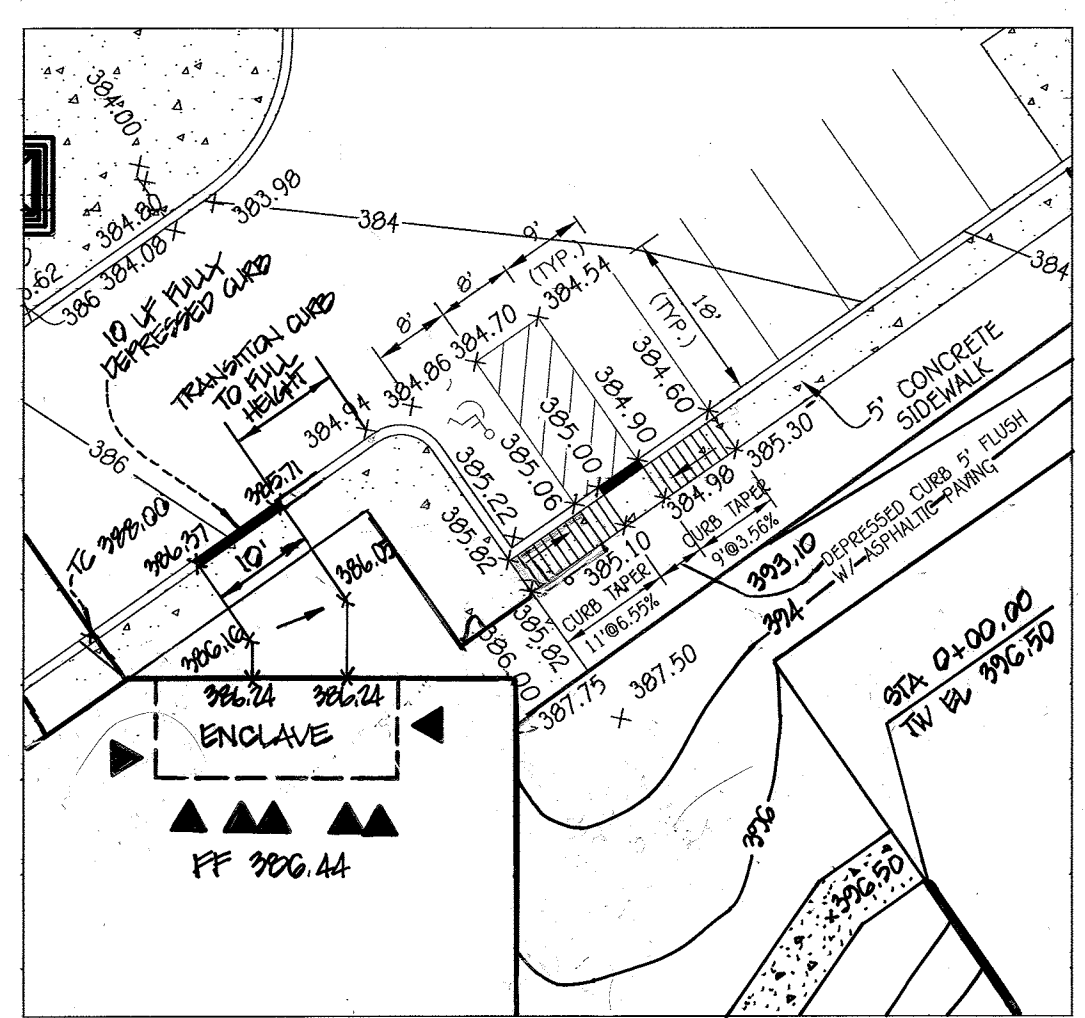 384.00
383.98
384.80
384.08
386
384
10 LF FULLY
DEPRESSED CURB
TRANSITION CURB
TO FULL
HEIGHT
8'
8'
9'
(TYP.)
18'
(TYP.)
384.54
384.70
384.86
384.94
384.60
384.90
385.00
385.06
385.22
385.82
384
5' CONCRETE
SIDEWALK
385.30
384.98
385.10
CURB TAPER
9'@3.56%
CURB TAPER
11'@6.55%
DEPRESSED CURB 5' FLUSH
W/ ASPHALTIC PAVING
386
385.71
TC 388.00
386.37
10'
386.05
386.16
386.24
386.24
385.82
386.00
387.75
387.50
393.10
394
396
STA 0+00.00
TW EL 396.50
396.50
ENCLAVE
FF 386.44